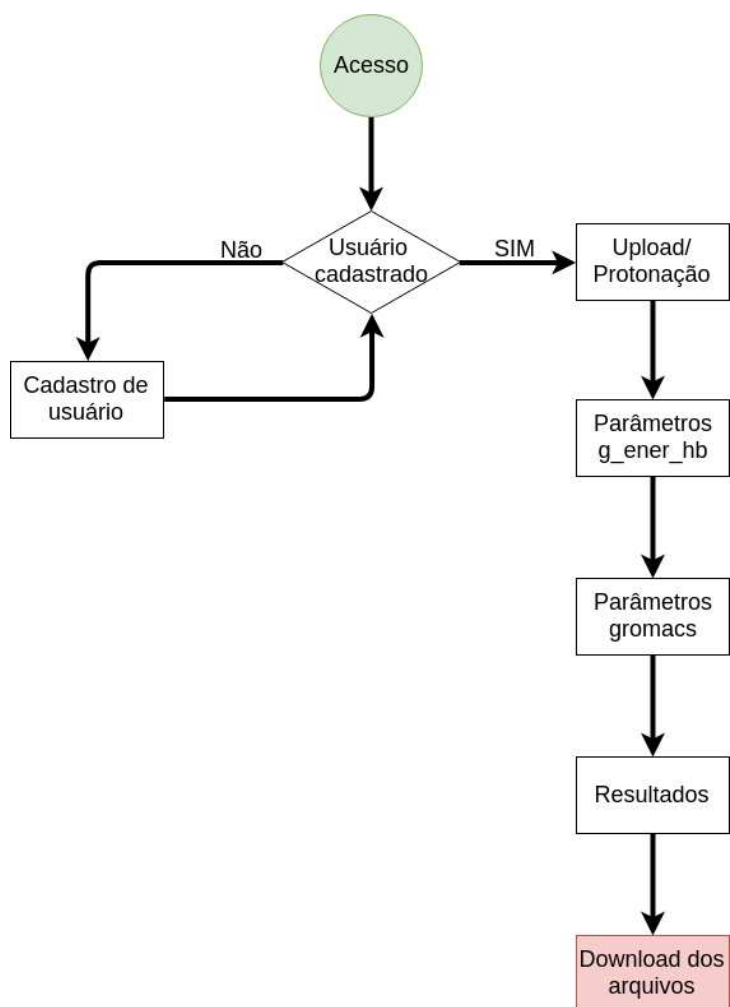 Acesso
Não
Usuário
cadastrado
SIM
Upload/
Protonação
Cadastro de
usuário
Parâmetros
g_ener_hb
Parâmetros
gromacs
Resultados
Download dos
arquivos